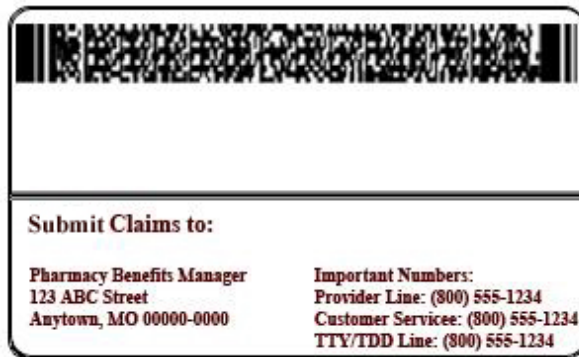 Submit Claims to:
Pharmacy Benefits Manager
123 ABC Street
Anytown, MO 00000-0000
Important Numbers:
Provider Line: (800) 555-1234
Customer Servicee: (800) 555-1234
TTY/TDD Line: (800) 555-1234